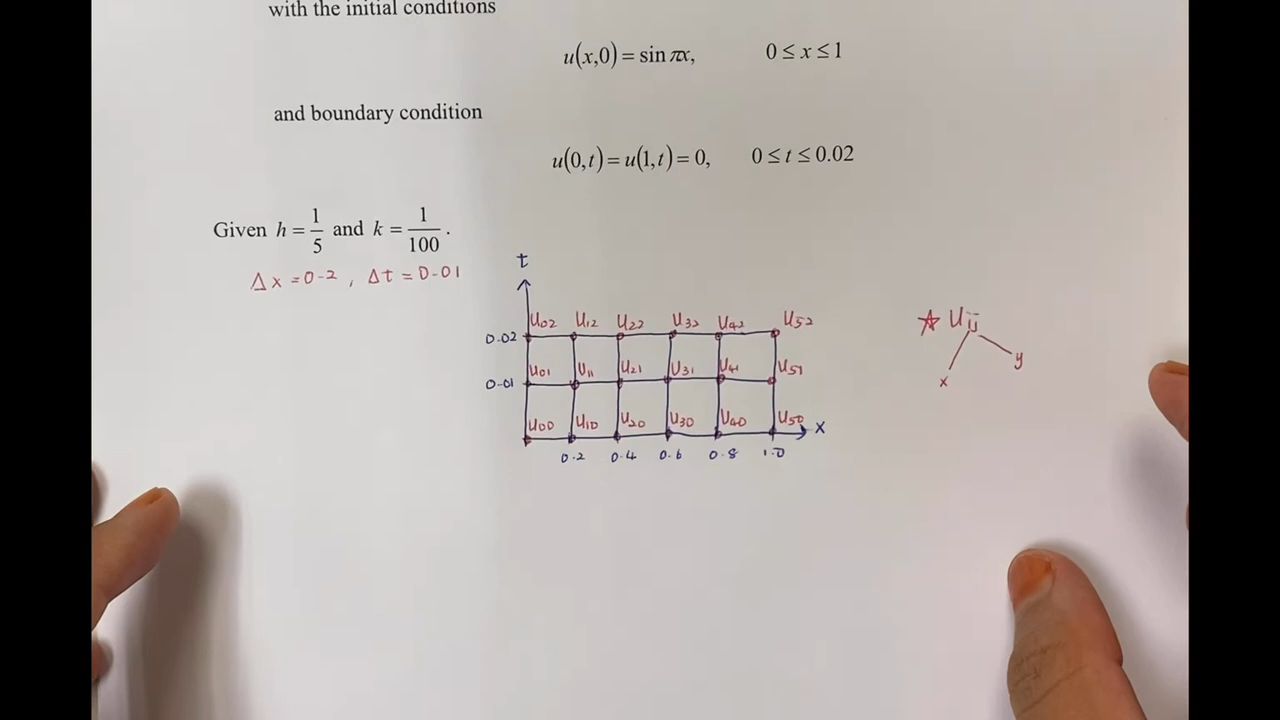 with the initial conditions
u(x,0) = sin πx, 0 ≤ x ≤ 1
and boundary condition
u(0,t) = u(1,t) = 0, 0 ≤ t ≤ 0.02
Given h = 1/5 and k = 1/100 .
Δx = 0.2 , Δt = 0.01
t
U02 U12 U22 U32 U42 U52
0.02
U01 U11 U21 U31 U41 U51
0.01
U00 U10 U20 U30 U40 U50
x
0.2 0.4 0.6 0.8 1.0
☆ Uij
x y